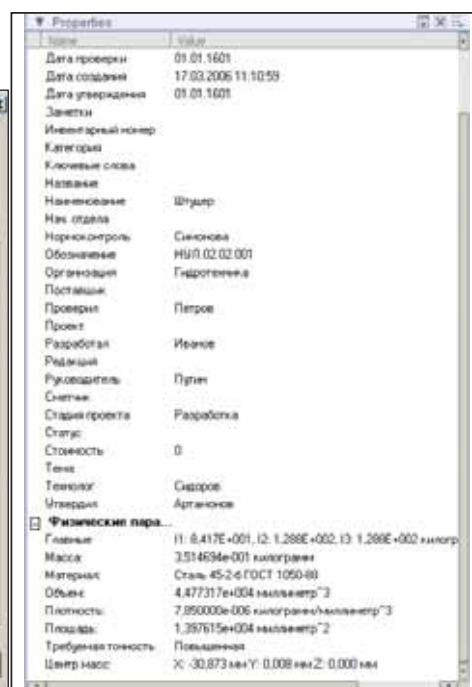 Properties
Name Value
Дата проверки 01.01.1601
Дата создания 17.03.2006 11:10:59
Дата утверждения 01.01.1601
Заметки
Инвентарный номер
Категория
Ключевые слова
Название
Наименование Штуцер
Нач. отдела
Нормоконтроль Симонова
Обозначение НЦЛ.02.02.001
Организация Гидротехника
Поставщик
Проверил Петров
Проект
Разработал Иванов
Редакция
Руководитель Путин
Сметчик
Стадия проекта Разработка
Статус
Стоимость 0
Тема
Технолог Сидоров
Утвердил Артамонов
Физические пара...
Главные I1: 8,417E+001, I2: 1,288E+002, I3: 1,288E+002 килогр
Масса: 3,514694e-001 килограмм
Материал: Сталь 45-2-б ГОСТ 1050-88
Объем: 4,477317e+004 миллиметр^3
Плотность: 7,850000e-006 килограмм/миллиметр^3
Площадь: 1,397615e+004 миллиметр^2
Требуемая точность Повышенная
Центр масс: X: -30,873 мм Y: 0,008 мм Z: 0,000 мм